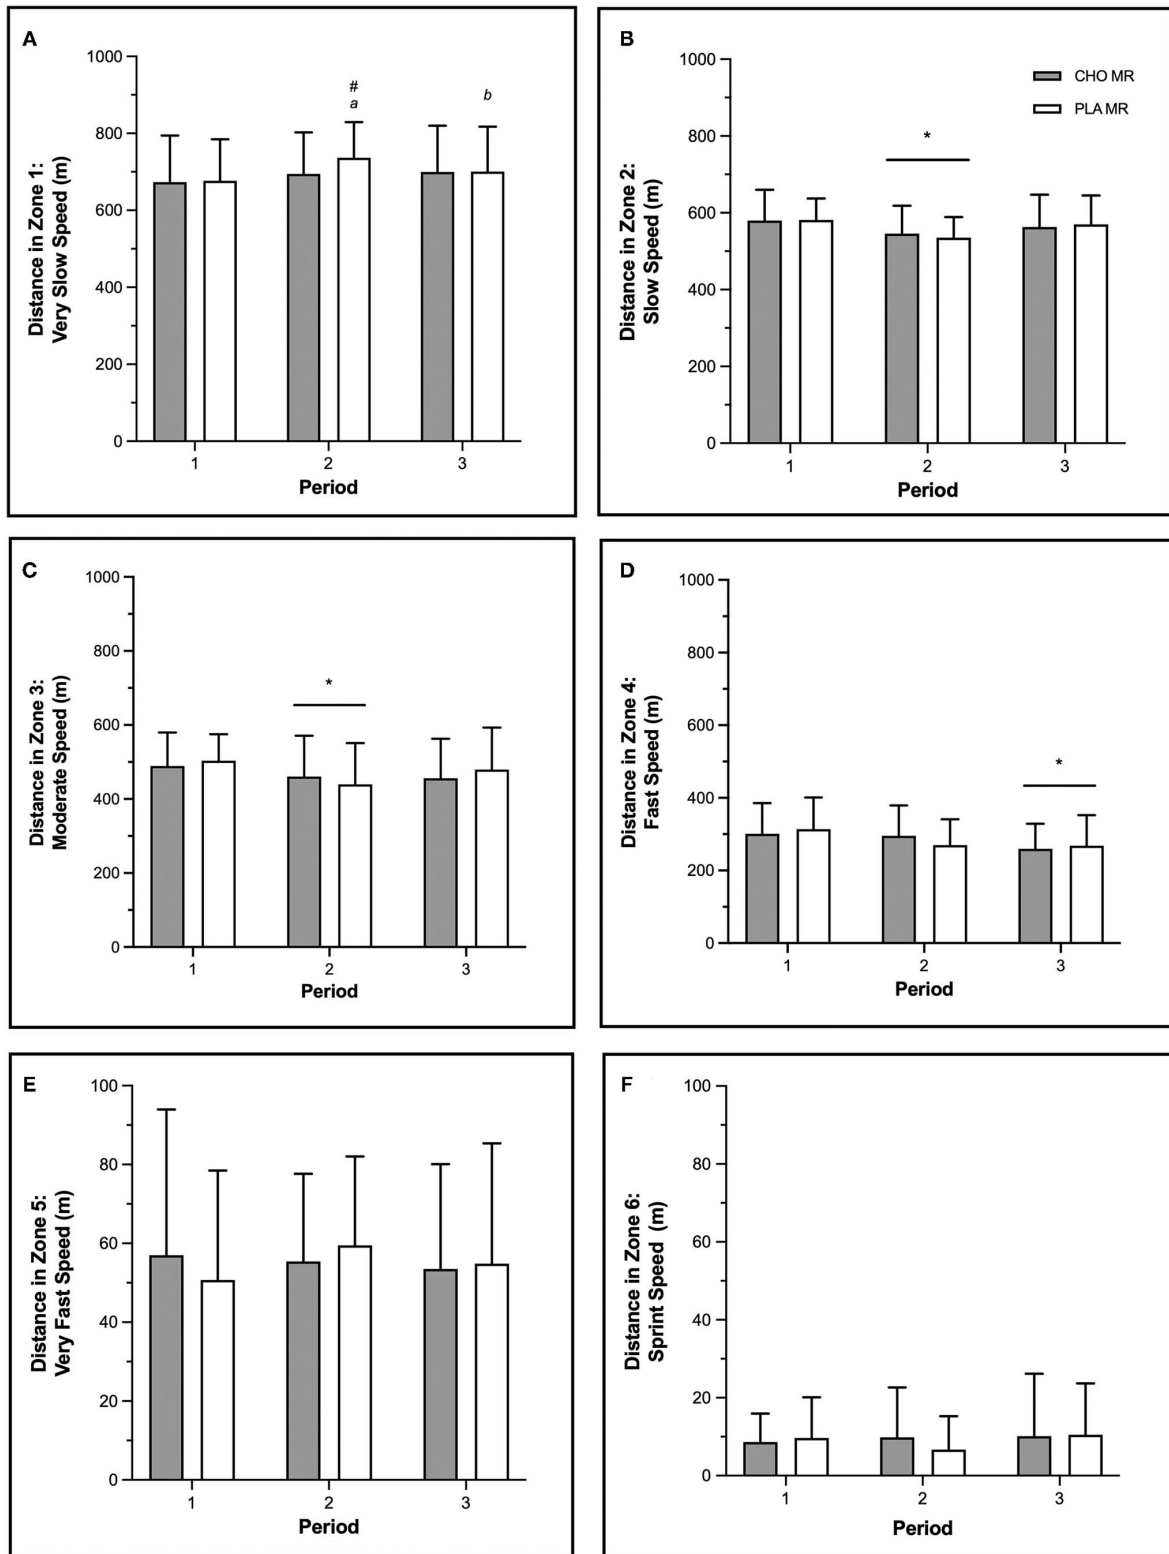 A
Distance in Zone 1:
Very Slow Speed (m)
1000
800
600
400
200
0
#
a
b
1
2
3
Period
B
Distance in Zone 2:
Slow Speed (m)
1000
800
600
400
200
0
CHO MR
PLA MR
*
1
2
3
Period
C
Distance in Zone 3:
Moderate Speed (m)
1000
800
600
400
200
0
*
1
2
3
Period
D
Distance in Zone 4:
Fast Speed (m)
1000
800
600
400
200
0
*
1
2
3
Period
E
Distance in Zone 5:
Very Fast Speed (m)
100
80
60
40
20
0
1
2
3
Period
F
Distance in Zone 6:
Sprint Speed (m)
100
80
60
40
20
0
1
2
3
Period